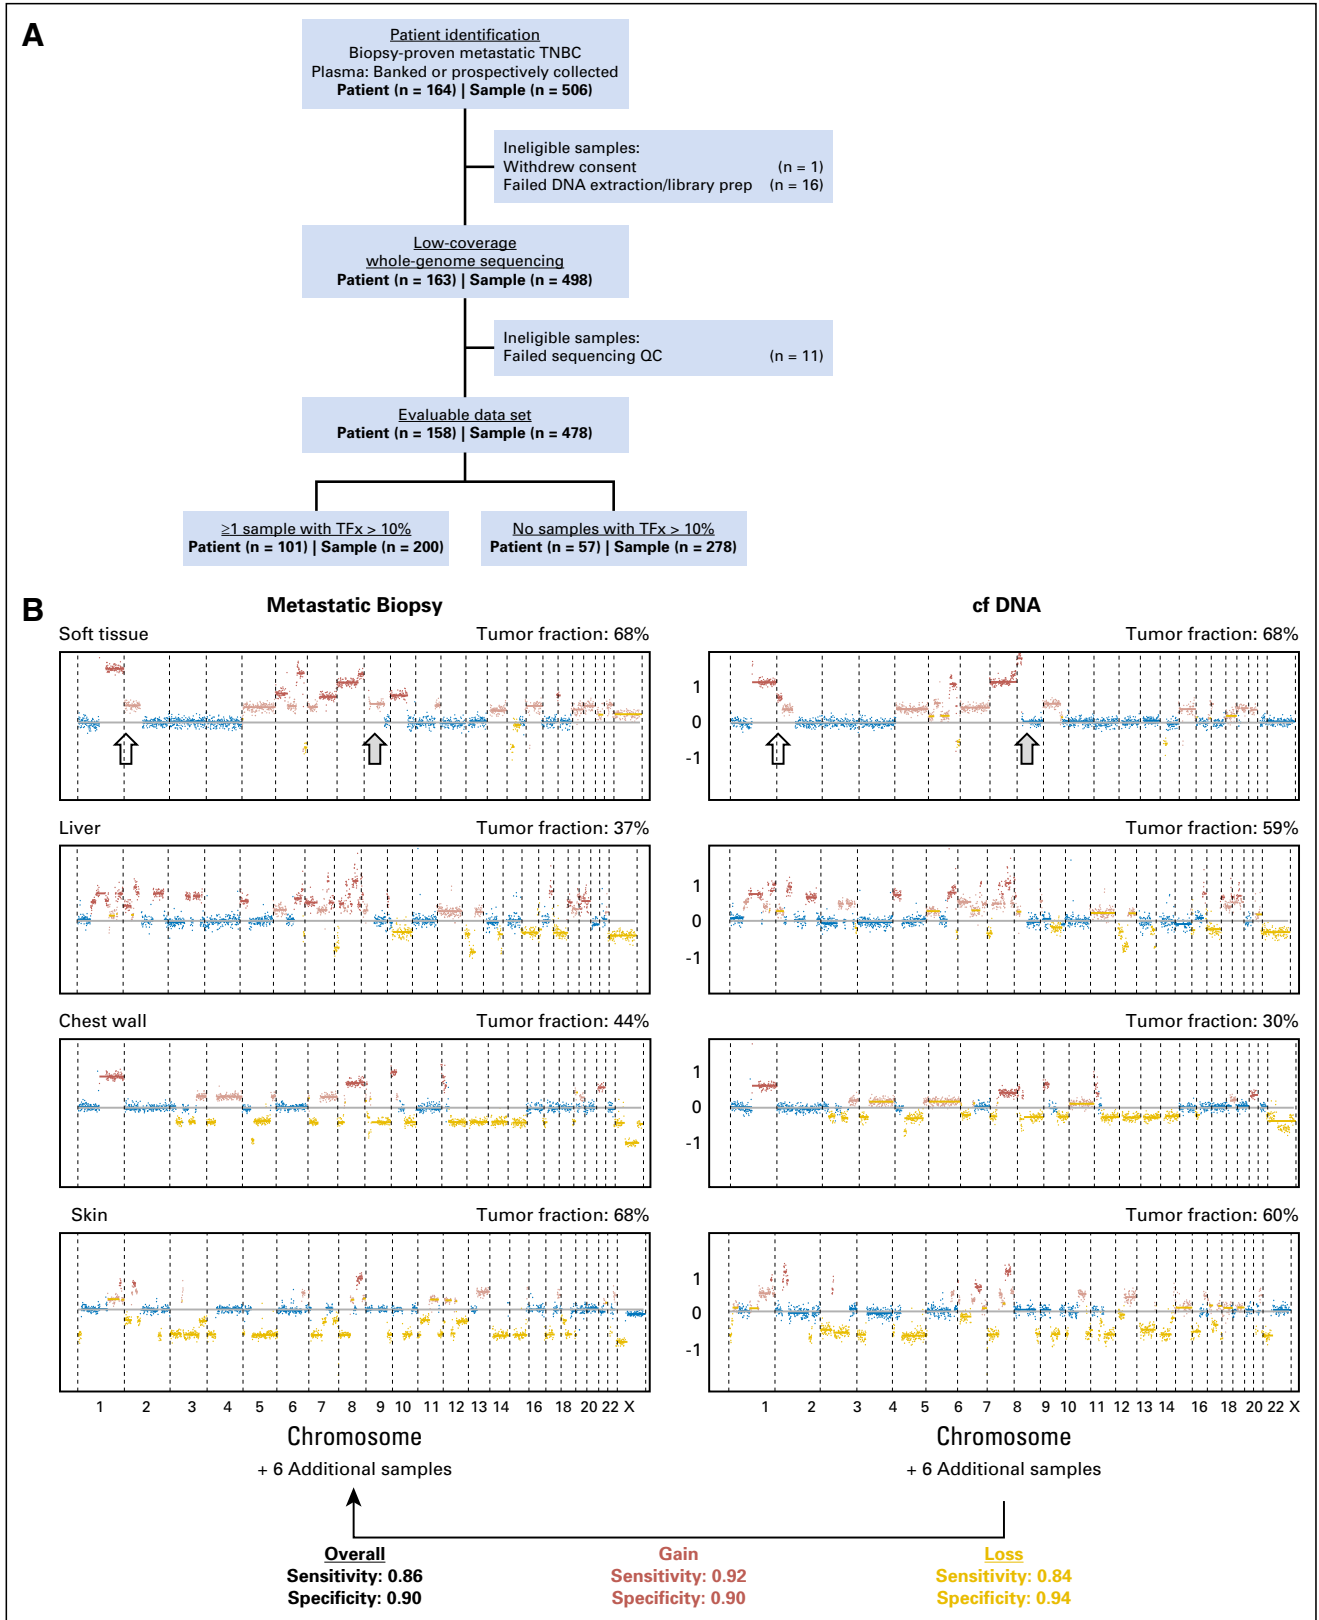 A
Patient identification
Biopsy-proven metastatic TNBC
Plasma: Banked or prospectively collected
Patient (n = 164) | Sample (n = 506)
Ineligible samples:
Withdrew consent (n = 1)
Failed DNA extraction/library prep (n = 16)
Low-coverage
whole-genome sequencing
Patient (n = 163) | Sample (n = 498)
Ineligible samples:
Failed sequencing QC (n = 11)
Evaluable data set
Patient (n = 158) | Sample (n = 478)
≥1 sample with TFx > 10%
Patient (n = 101) | Sample (n = 200)
No samples with TFx > 10%
Patient (n = 57) | Sample (n = 278)
B
Metastatic Biopsy
cf DNA
Soft tissue Tumor fraction: 68%
Tumor fraction: 68%
1
0
-1
Liver Tumor fraction: 37%
Tumor fraction: 59%
1
0
-1
Chest wall Tumor fraction: 44%
Tumor fraction: 30%
1
0
-1
Skin Tumor fraction: 68%
Tumor fraction: 60%
1
0
-1
1 2 3 4 5 6 7 8 9 10 11 12 13 14 16 18 20 22 X
1 2 3 4 5 6 7 8 9 10 11 12 13 14 16 18 20 22 X
Chromosome
Chromosome
+ 6 Additional samples
+ 6 Additional samples
Overall
Sensitivity: 0.86
Specificity: 0.90
Gain
Sensitivity: 0.92
Specificity: 0.90
Loss
Sensitivity: 0.84
Specificity: 0.94